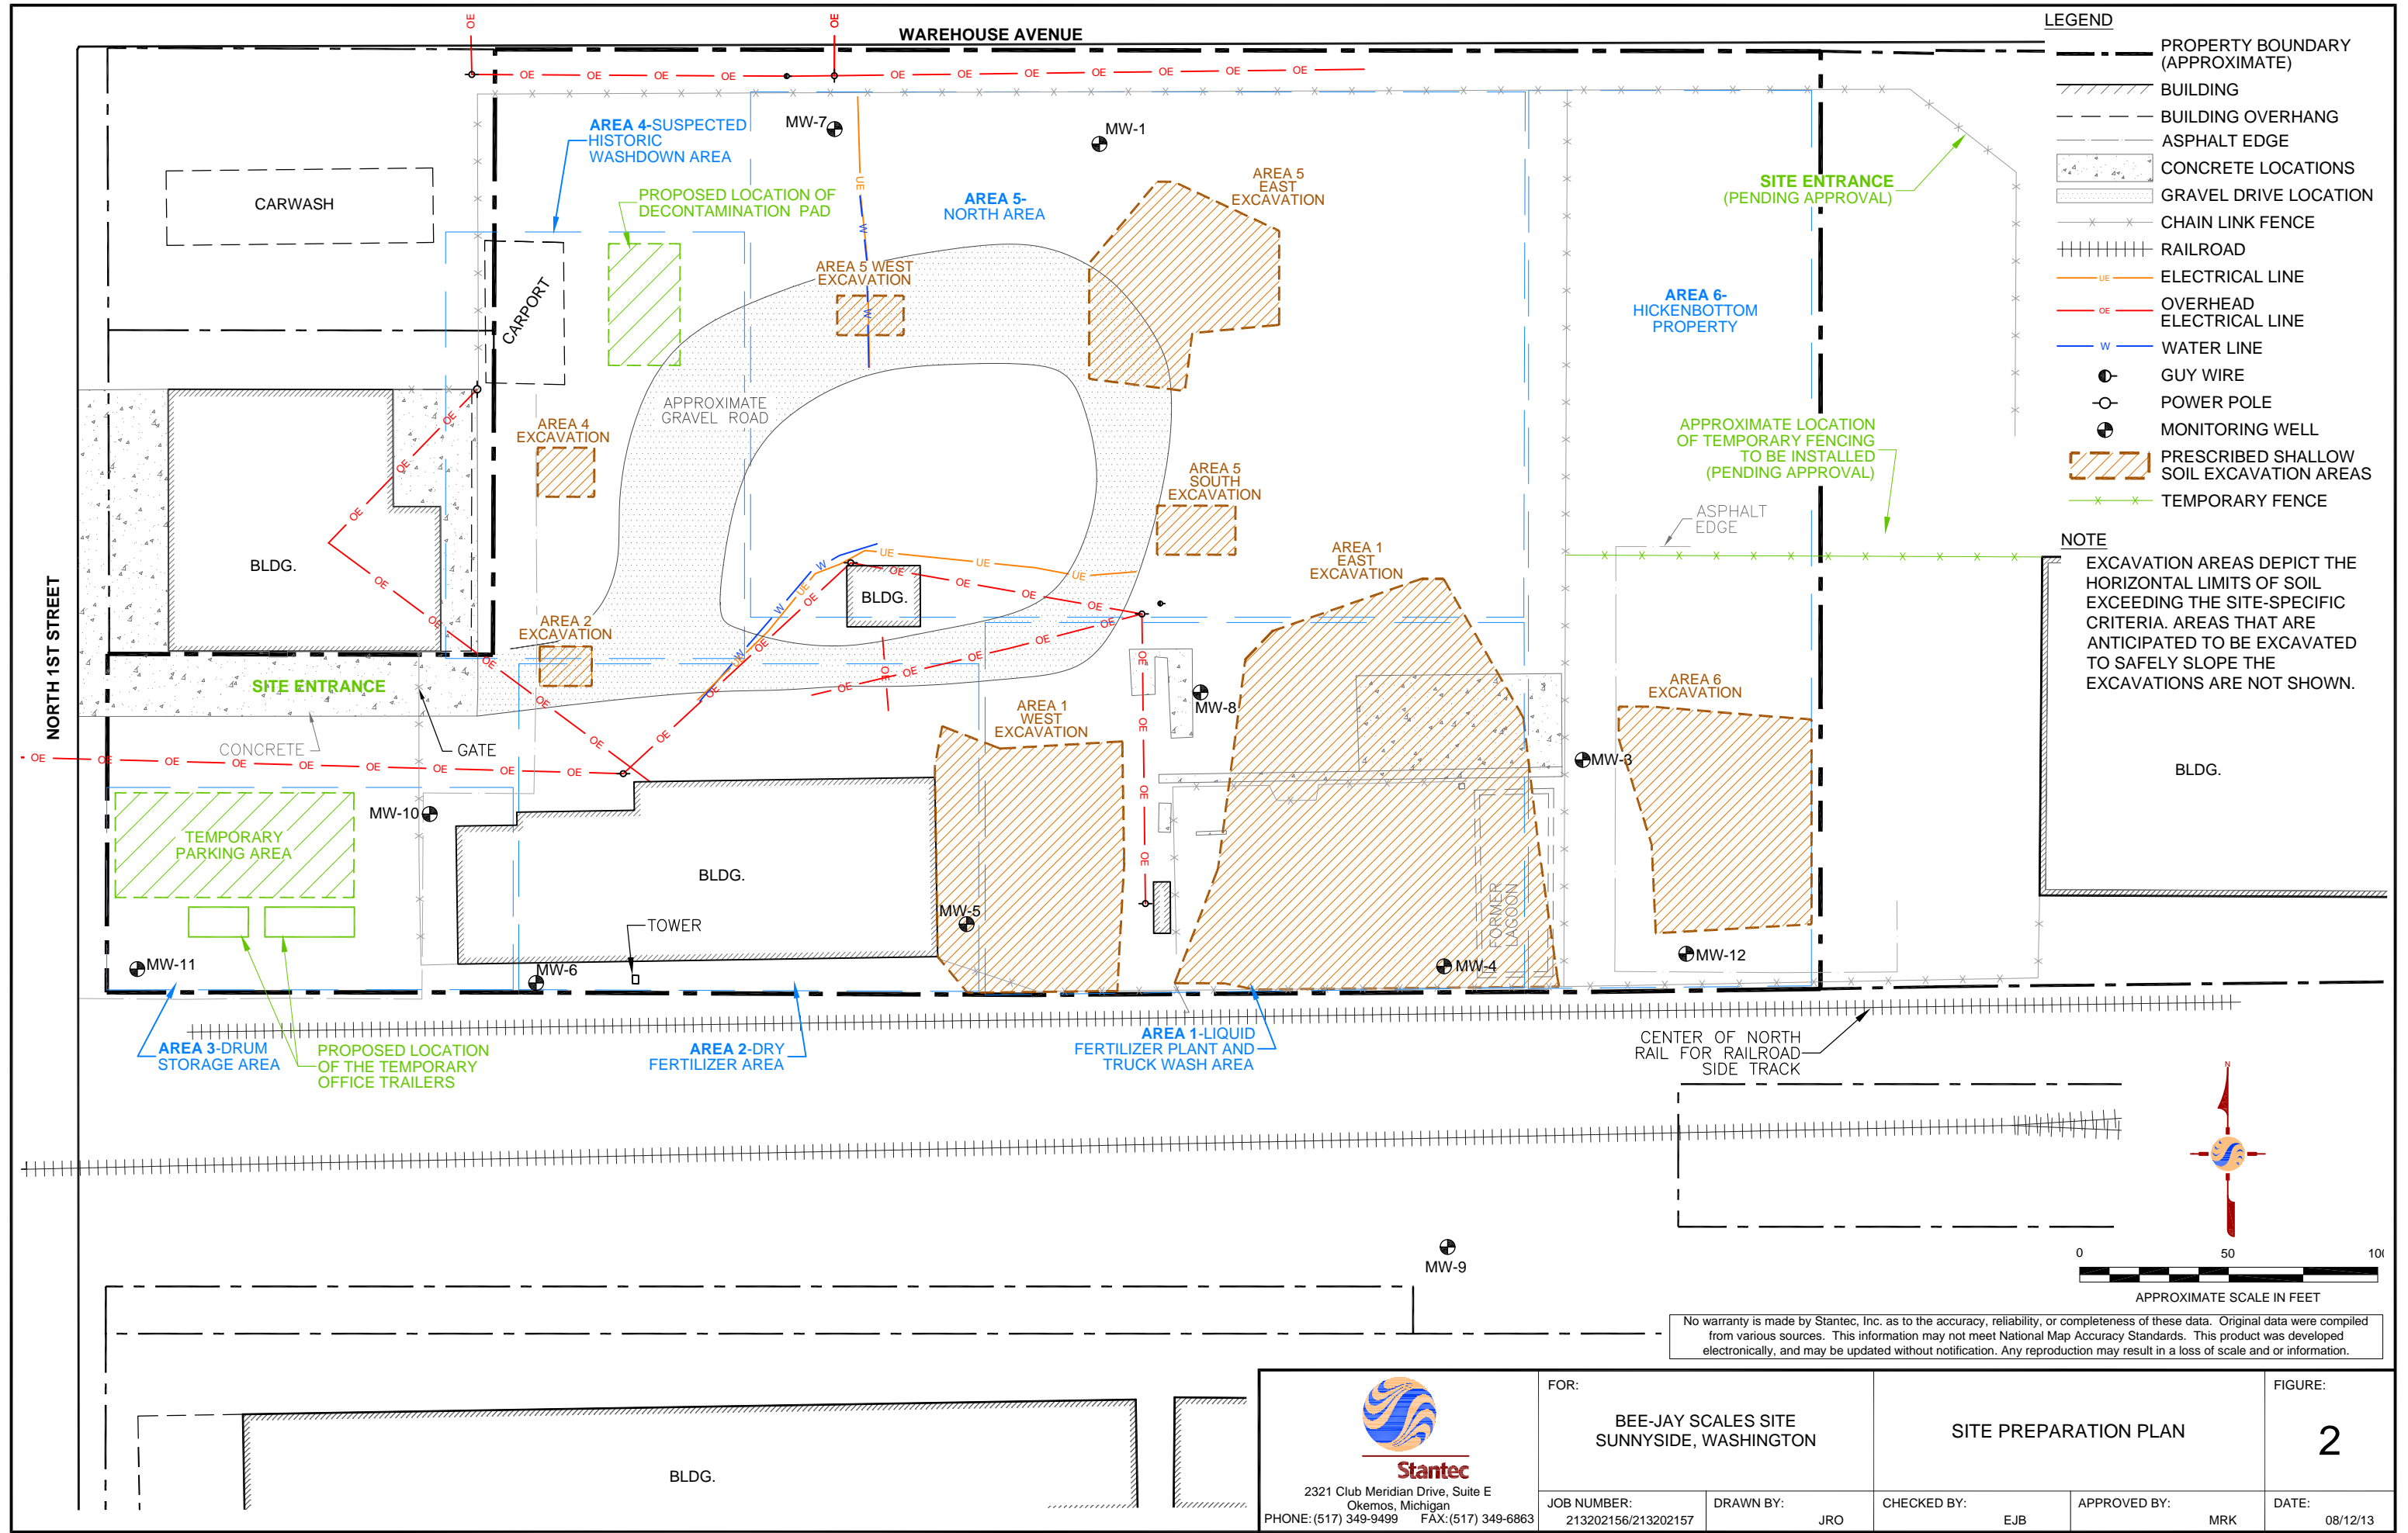 WAREHOUSE AVENUE
NORTH 1ST STREET
LEGEND
PROPERTY BOUNDARY
(APPROXIMATE)
BUILDING
BUILDING OVERHANG
ASPHALT EDGE
CONCRETE LOCATIONS
GRAVEL DRIVE LOCATION
CHAIN LINK FENCE
RAILROAD
UE
ELECTRICAL LINE
OE
OVERHEAD
ELECTRICAL LINE
W
WATER LINE
GUY WIRE
POWER POLE
MONITORING WELL
PRESCRIBED SHALLOW
SOIL EXCAVATION AREAS
TEMPORARY FENCE
NOTE
EXCAVATION AREAS DEPICT THE
HORIZONTAL LIMITS OF SOIL
EXCEEDING THE SITE-SPECIFIC
CRITERIA. AREAS THAT ARE
ANTICIPATED TO BE EXCAVATED
TO SAFELY SLOPE THE
EXCAVATIONS ARE NOT SHOWN.
CARWASH
CARPORT
AREA 4-SUSPECTED
HISTORIC
WASHDOWN AREA
PROPOSED LOCATION OF
DECONTAMINATION PAD
MW-7
MW-1
AREA 5-
NORTH AREA
AREA 5
EAST
EXCAVATION
AREA 5 WEST
EXCAVATION
SITE ENTRANCE
(PENDING APPROVAL)
AREA 6-
HICKENBOTTOM
PROPERTY
APPROXIMATE
GRAVEL ROAD
AREA 4
EXCAVATION
AREA 5
SOUTH
EXCAVATION
APPROXIMATE LOCATION
OF TEMPORARY FENCING
TO BE INSTALLED
(PENDING APPROVAL)
ASPHALT
EDGE
BLDG.
BLDG.
AREA 1
EAST
EXCAVATION
AREA 2
EXCAVATION
SITE ENTRANCE
CONCRETE
GATE
AREA 1
WEST
EXCAVATION
MW-8
AREA 6
EXCAVATION
MW-3
BLDG.
MW-10
TEMPORARY
PARKING AREA
BLDG.
MW-5
TOWER
FORMER
LAGOON
MW-11
MW-6
MW-4
MW-12
AREA 3-DRUM
STORAGE AREA
PROPOSED LOCATION
OF THE TEMPORARY
OFFICE TRAILERS
AREA 2-DRY
FERTILIZER AREA
AREA 1-LIQUID
FERTILIZER PLANT AND
TRUCK WASH AREA
CENTER OF NORTH
RAIL FOR RAILROAD
SIDE TRACK
N
MW-9
0 50
APPROXIMATE SCALE IN FEET
No warranty is made by Stantec, Inc. as to the accuracy, reliability, or completeness of these data. Original data were compiled
from various sources. This information may not meet National Map Accuracy Standards. This product was developed
electronically, and may be updated without notification. Any reproduction may result in a loss of scale and or information.
BLDG.
Stantec
2321 Club Meridian Drive, Suite E
Okemos, Michigan
PHONE: (517) 349-9499 FAX: (517) 349-6863
FOR:
BEE-JAY SCALES SITE
SUNNYSIDE, WASHINGTON
SITE PREPARATION PLAN
FIGURE:
2
JOB NUMBER:
213202156/213202157
DRAWN BY:
JRO
CHECKED BY:
EJB
APPROVED BY:
MRK
DATE:
08/12/13